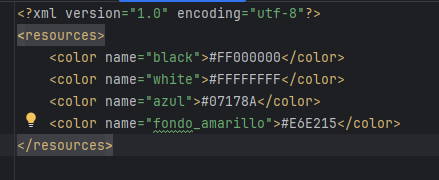 <?xml version="1.0" encoding="utf-8"?>
<resources>
    <color name="black">#FF000000</color>
    <color name="white">#FFFFFFFF</color>
    <color name="azul">#07178A</color>
    <color name="fondo_amarillo">#E6E215</color>
</resources>